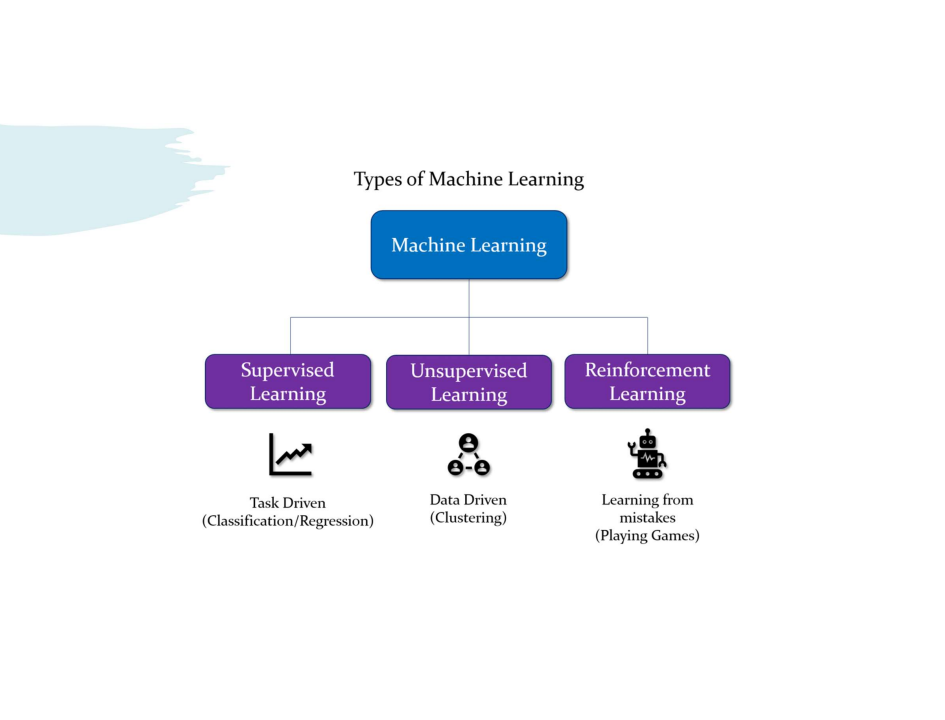 Types of Machine Learning
Machine Learning
Supervised
Learning
Unsupervised
Learning
Reinforcement
Learning
Task Driven
(Classification/Regression)
Data Driven
(Clustering)
Learning from
mistakes
(Playing Games)